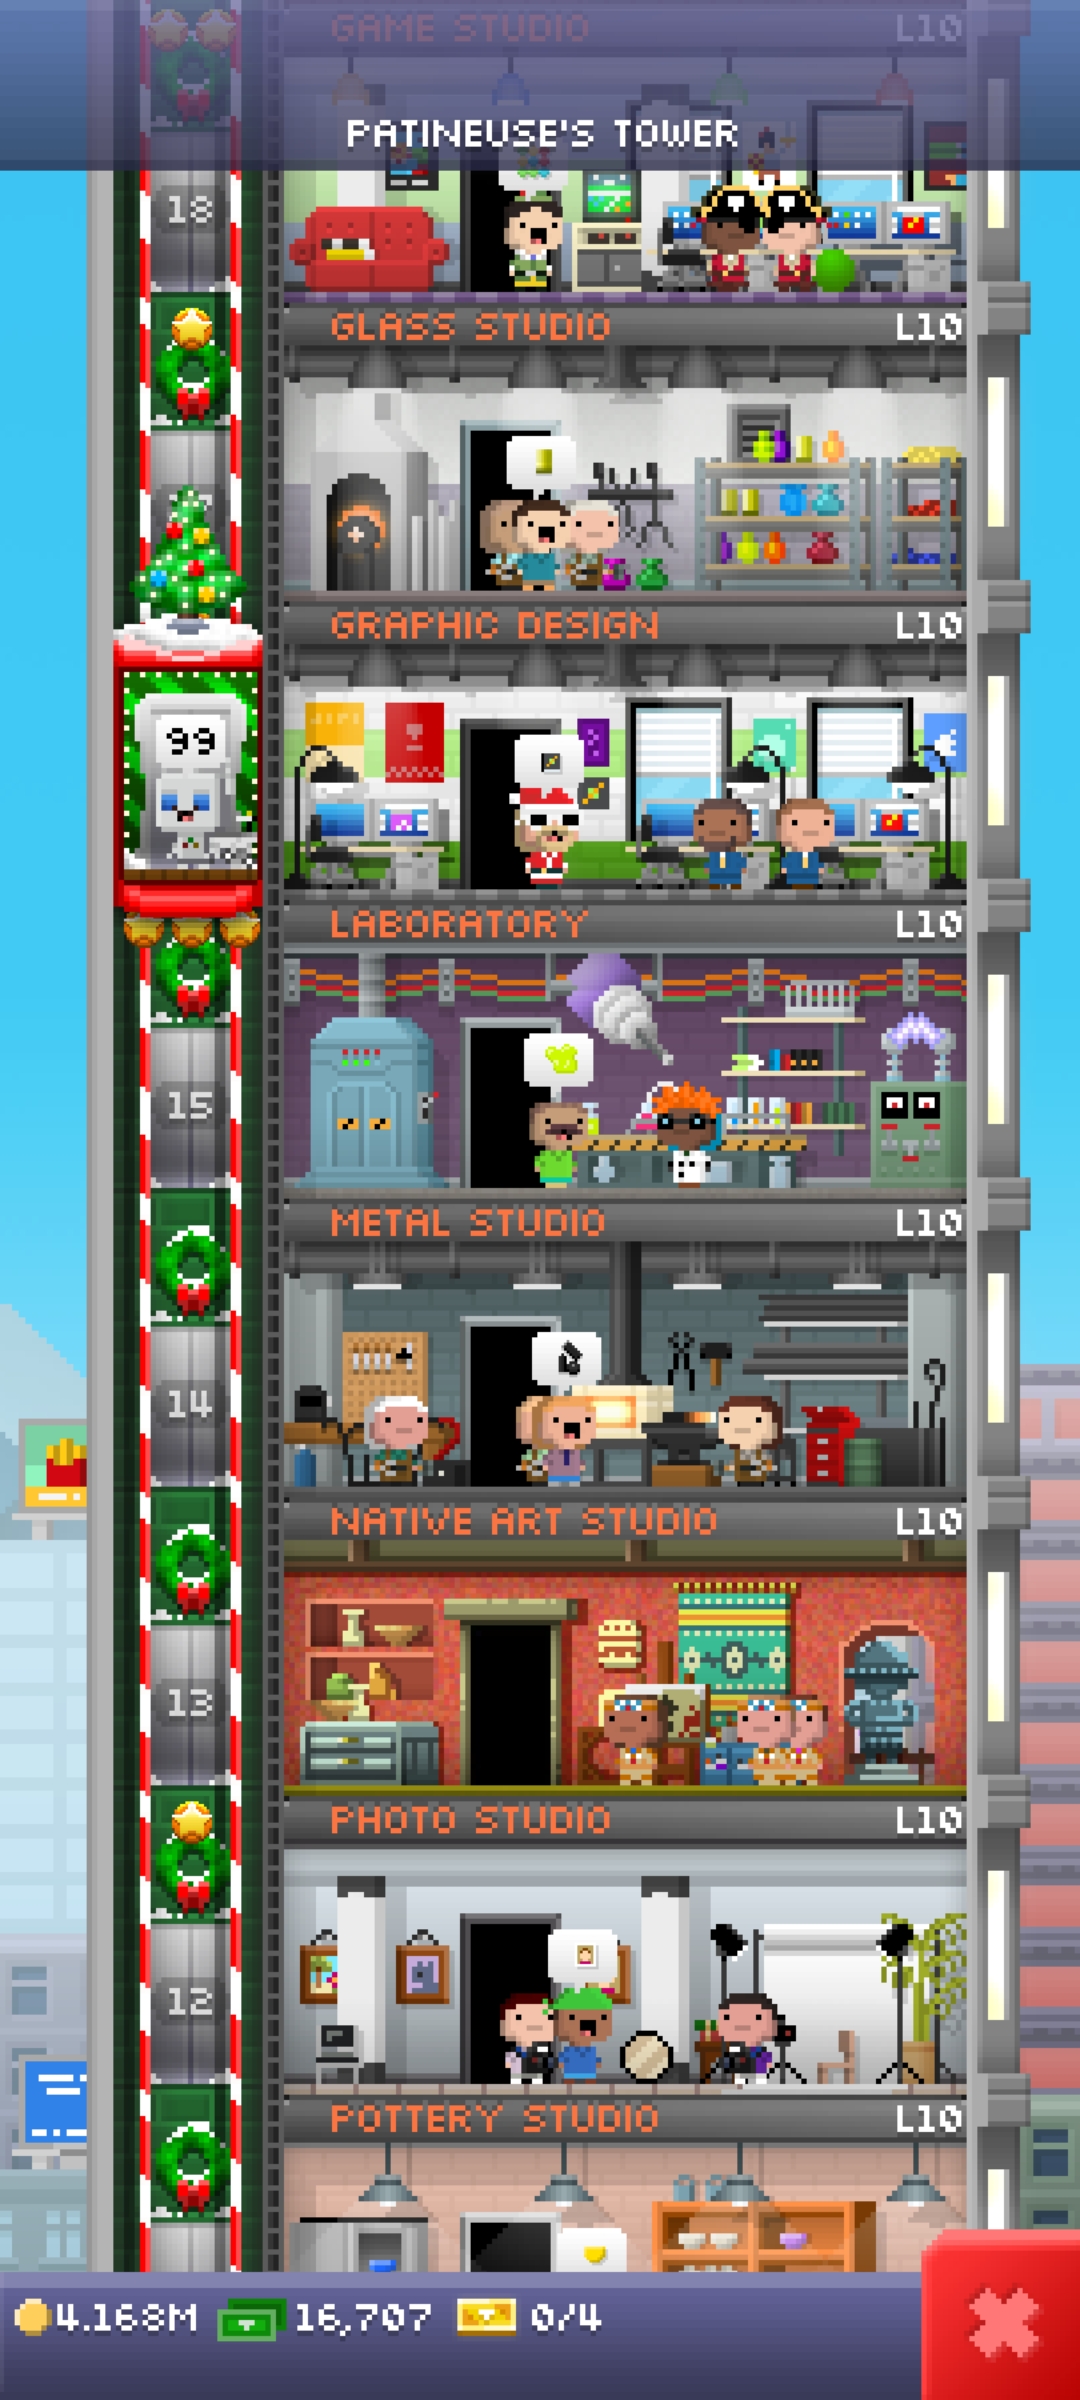 GAME STUDIO L10
PATINEUSE'S TOWER
18
GLASS STUDIO L10
GRAPHIC DESIGN L10
99
LABORATORY L10
15
METAL STUDIO L10
14
NATIVE ART STUDIO L10
13
PHOTO STUDIO L10
12
POTTERY STUDIO L10
4.168M 16,707 0/4